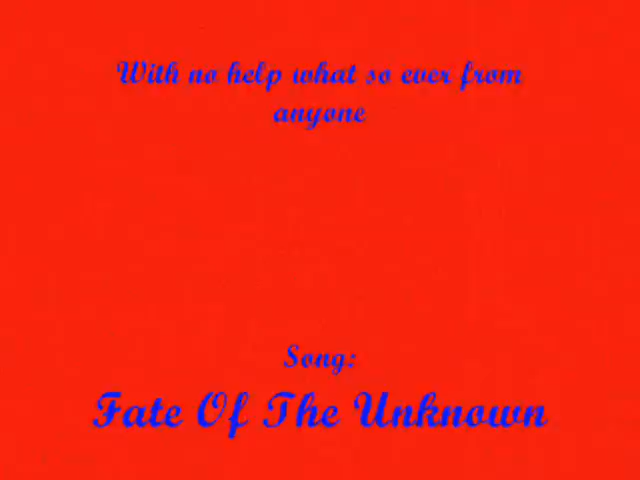 With no help what so ever from
anyone
Song:
Fate Of The Unknown